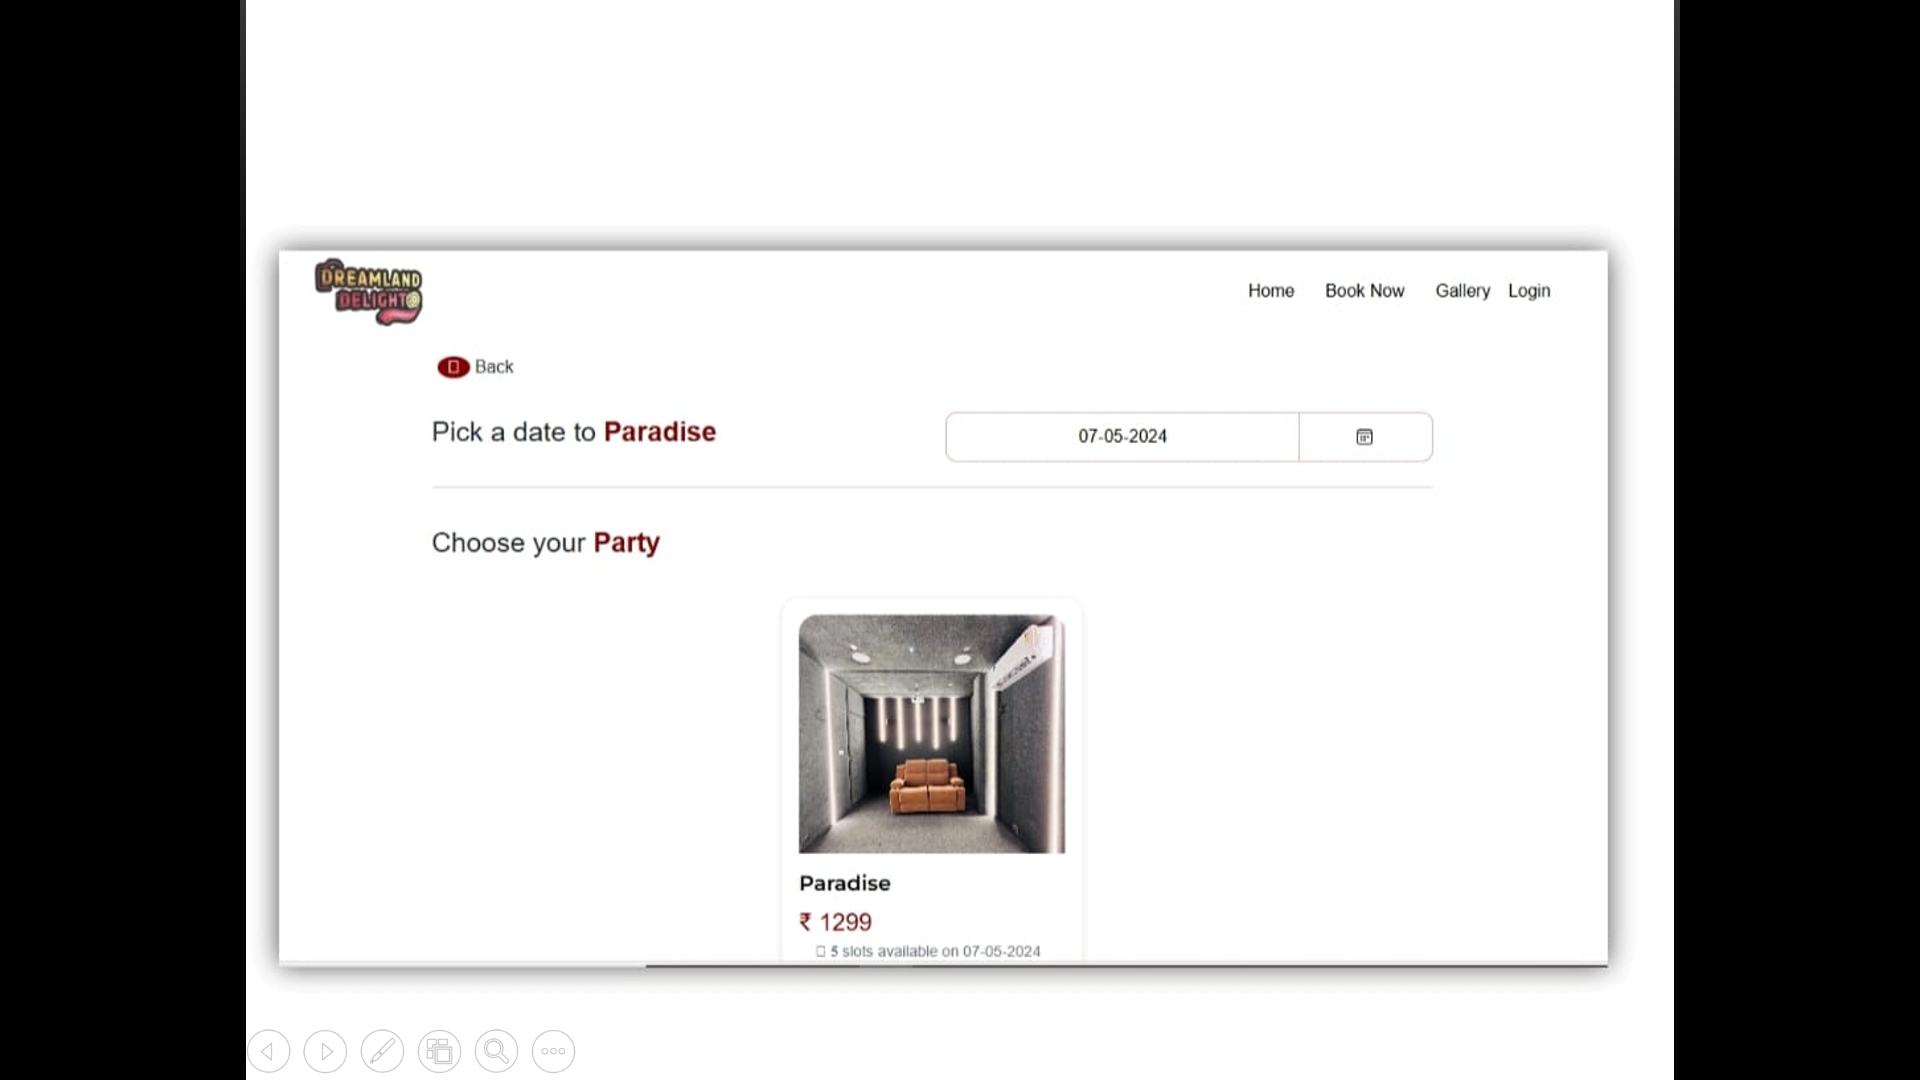 DREAMLAND
DELIGHT
Home Book Now Gallery Login
Back
Pick a date to Paradise
07-05-2024
Choose your Party
Paradise
₹ 1299
5 slots available on 07-05-2024